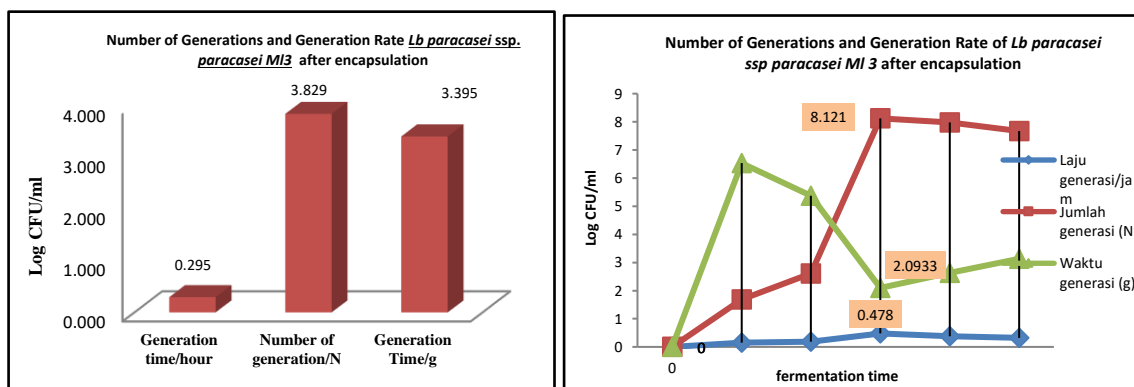 Number of Generations and Generation Rate Lb paracasei ssp.
paracasei Ml3 after encapsulation
Log CFU/ml
4.000
3.000
2.000
1.000
0.000
0.295
3.829
3.395
Generation
time/hour
Number of
generation/N
Generation
Time/g
Number of Generations and Generation Rate of Lb paracasei
ssp paracasei Ml 3 after encapsulation
Log CFU/ml
9
8
7
6
5
4
3
2
1
0
8.121
2.0933
0.478
0
0
fermentation time
Laju
generasi/ja
m
Jumlah
generasi (N
Waktu
generasi (g)